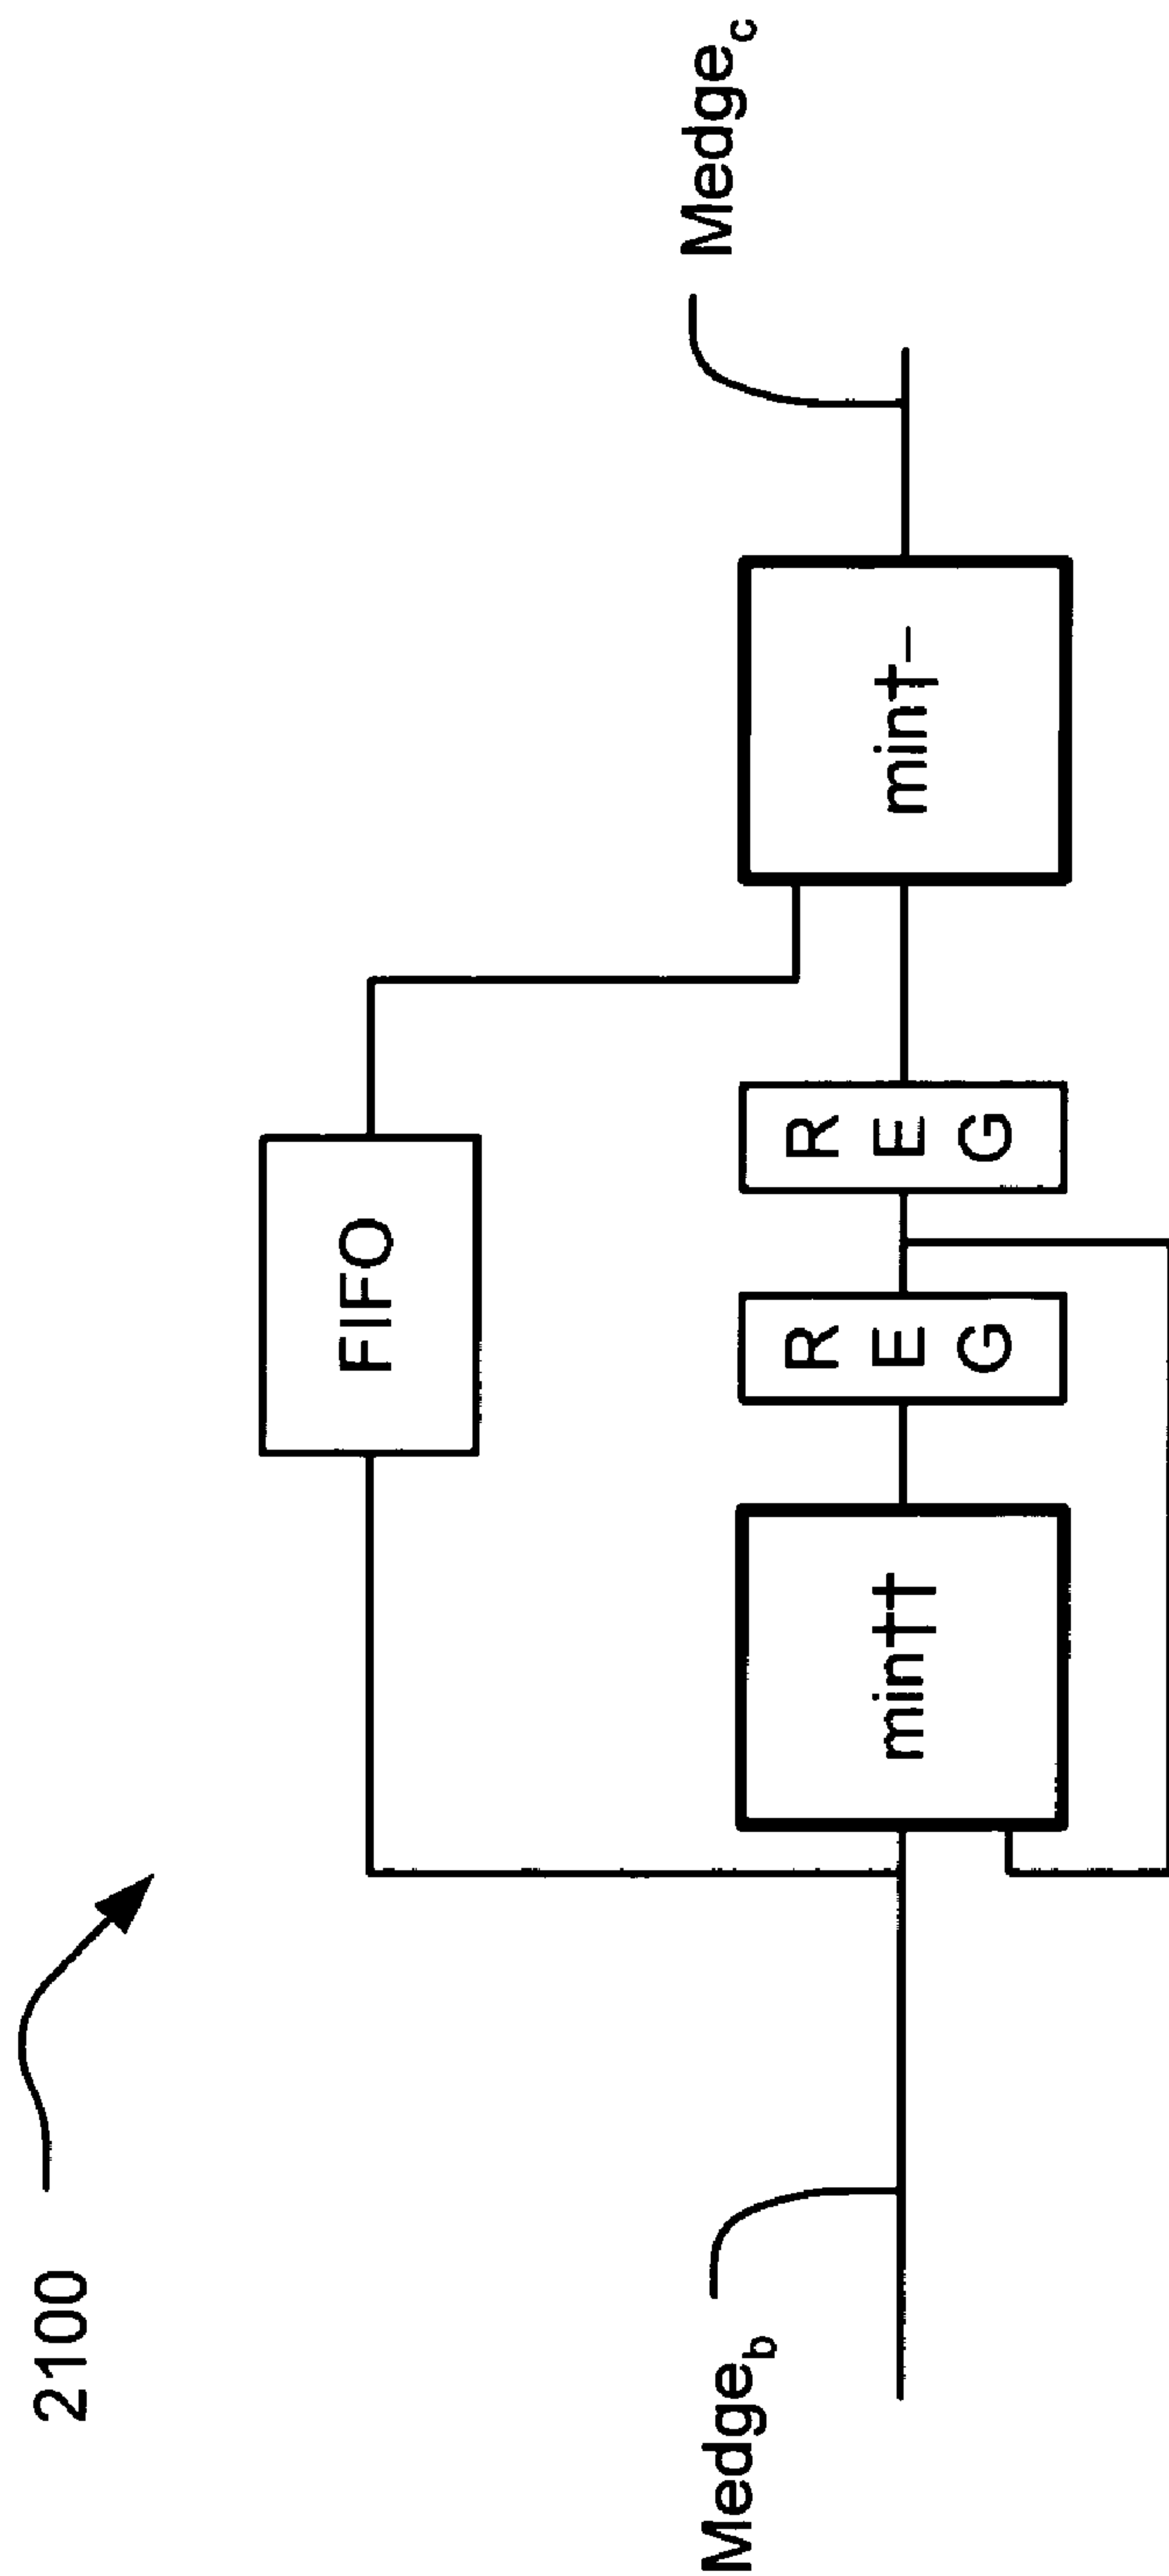 2100
FIFO
Medge_b
min††
REG
REG
min†−
Medge_c